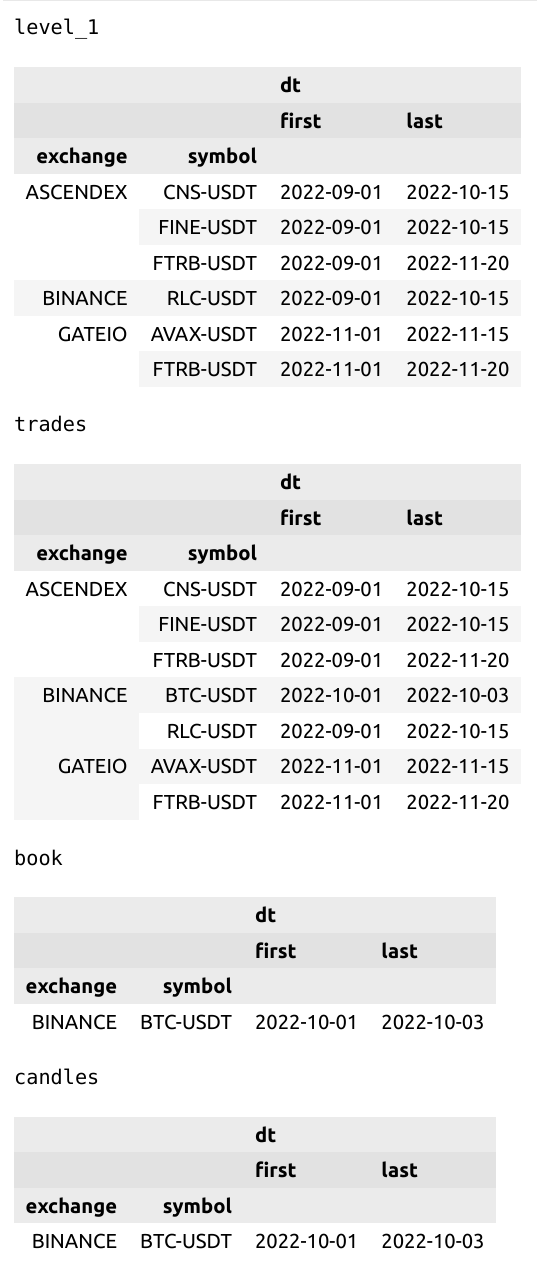 level_1
dt
first last
exchange symbol
ASCENDEX CNS-USDT 2022-09-01 2022-10-15
FINE-USDT 2022-09-01 2022-10-15
FTRB-USDT 2022-09-01 2022-11-20
BINANCE RLC-USDT 2022-09-01 2022-10-15
GATEIO AVAX-USDT 2022-11-01 2022-11-15
FTRB-USDT 2022-11-01 2022-11-20
trades
dt
first last
exchange symbol
ASCENDEX CNS-USDT 2022-09-01 2022-10-15
FINE-USDT 2022-09-01 2022-10-15
FTRB-USDT 2022-09-01 2022-11-20
BINANCE BTC-USDT 2022-10-01 2022-10-03
RLC-USDT 2022-09-01 2022-10-15
GATEIO AVAX-USDT 2022-11-01 2022-11-15
FTRB-USDT 2022-11-01 2022-11-20
book
dt
first last
exchange symbol
BINANCE BTC-USDT 2022-10-01 2022-10-03
candles
dt
first last
exchange symbol
BINANCE BTC-USDT 2022-10-01 2022-10-03